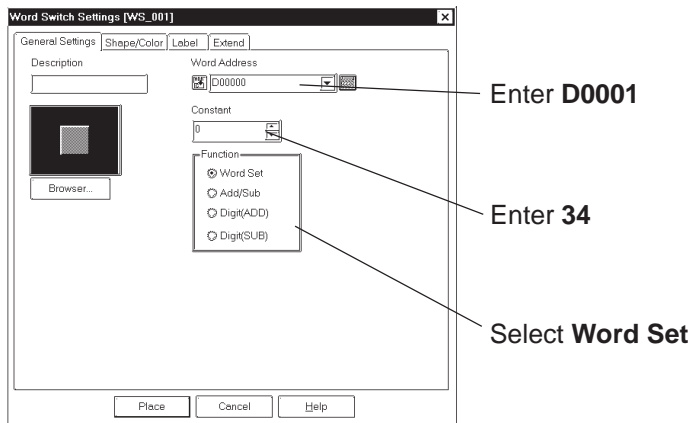 Word Switch Settings [WS_001]
General Settings Shape/Color Label Extend
Description
Word Address
D00000
Enter D0001
Constant
0
Function
Word Set
Browser...
Add/Sub
Digit(ADD)
Enter 34
Digit(SUB)
Select Word Set
Place Cancel Help